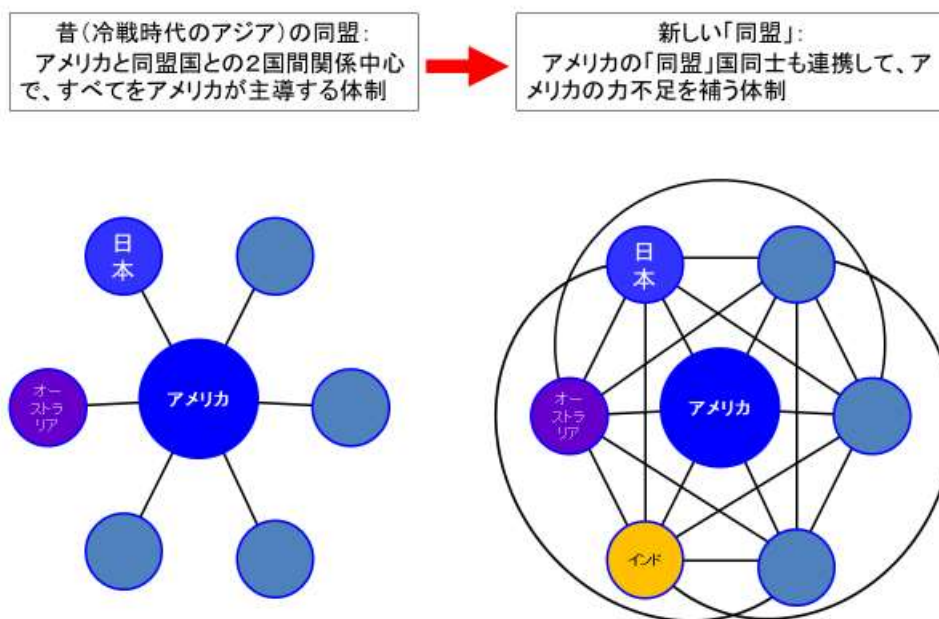 昔(冷戦時代のアジア)の同盟:
アメリカと同盟国との2国間関係中心
で、すべてをアメリカが主導する体制
新しい「同盟」:
アメリカの「同盟」国同士も連携して、ア
メリカの力不足を補う体制
日
本
オー
ストラ
リア
アメリカ
日
本
オー
ストラ
リア
アメリカ
インド